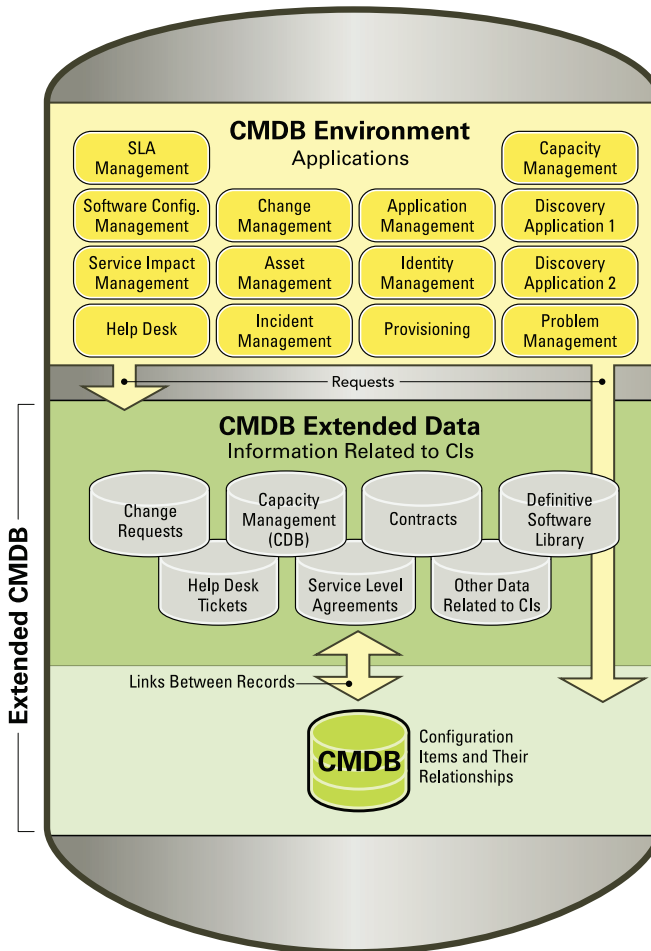 CMDB Environment
Applications
SLA
Management
Capacity
Management
Software Config.
Management
Change
Management
Application
Management
Discovery
Application 1
Service Impact
Management
Asset
Management
Identity
Management
Discovery
Application 2
Help Desk
Incident
Management
Provisioning
Problem
Management
Requests
Extended CMDB
CMDB Extended Data
Information Related to CIs
Change
Requests
Capacity
Management
(CDB)
Contracts
Definitive
Software
Library
Help Desk
Tickets
Service Level
Agreements
Other Data
Related to CIs
Links Between Records
CMDB
Configuration
Items and Their
Relationships